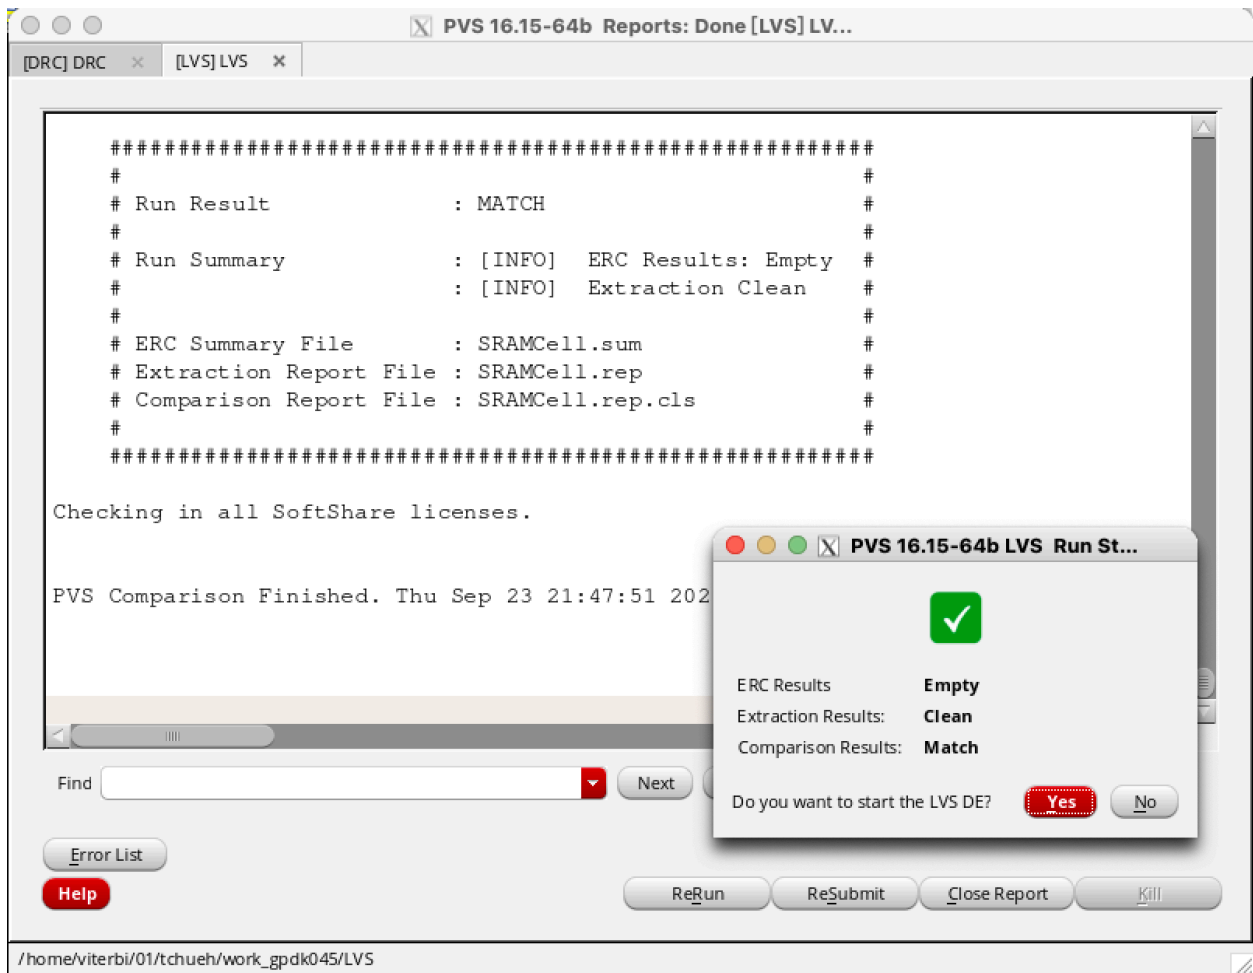 PVS 16.15-64b Reports: Done [LVS] LV...
[DRC] DRC [LVS] LVS
########################################################
# #
# Run Result : MATCH #
# #
# Run Summary : [INFO] ERC Results: Empty #
# : [INFO] Extraction Clean #
# #
# ERC Summary File : SRAMCell.sum #
# Extraction Report File : SRAMCell.rep #
# Comparison Report File : SRAMCell.rep.cls #
# #
########################################################
Checking in all SoftShare licenses.
PVS Comparison Finished. Thu Sep 23 21:47:51 202
PVS 16.15-64b LVS Run St...
ERC Results Empty
Extraction Results: Clean
Comparison Results: Match
Do you want to start the LVS DE? Yes No
Find Next
Error List
Help ReRun ReSubmit Close Report Kill
/home/viterbi/01/tchueh/work_gpdk045/LVS